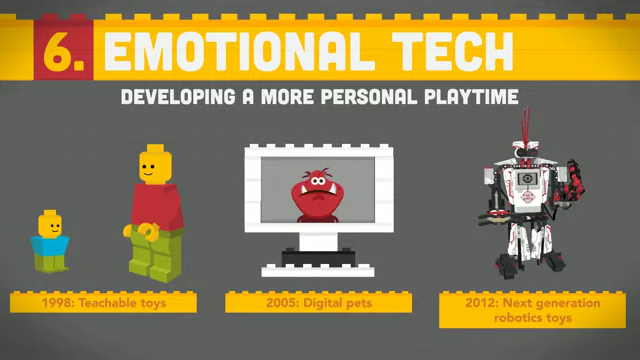 6. EMOTIONAL TECH
DEVELOPING A MORE PERSONAL PLAYTIME
1998: Teachable toys
2005: Digital pets
2012: Next generation
robotics toys